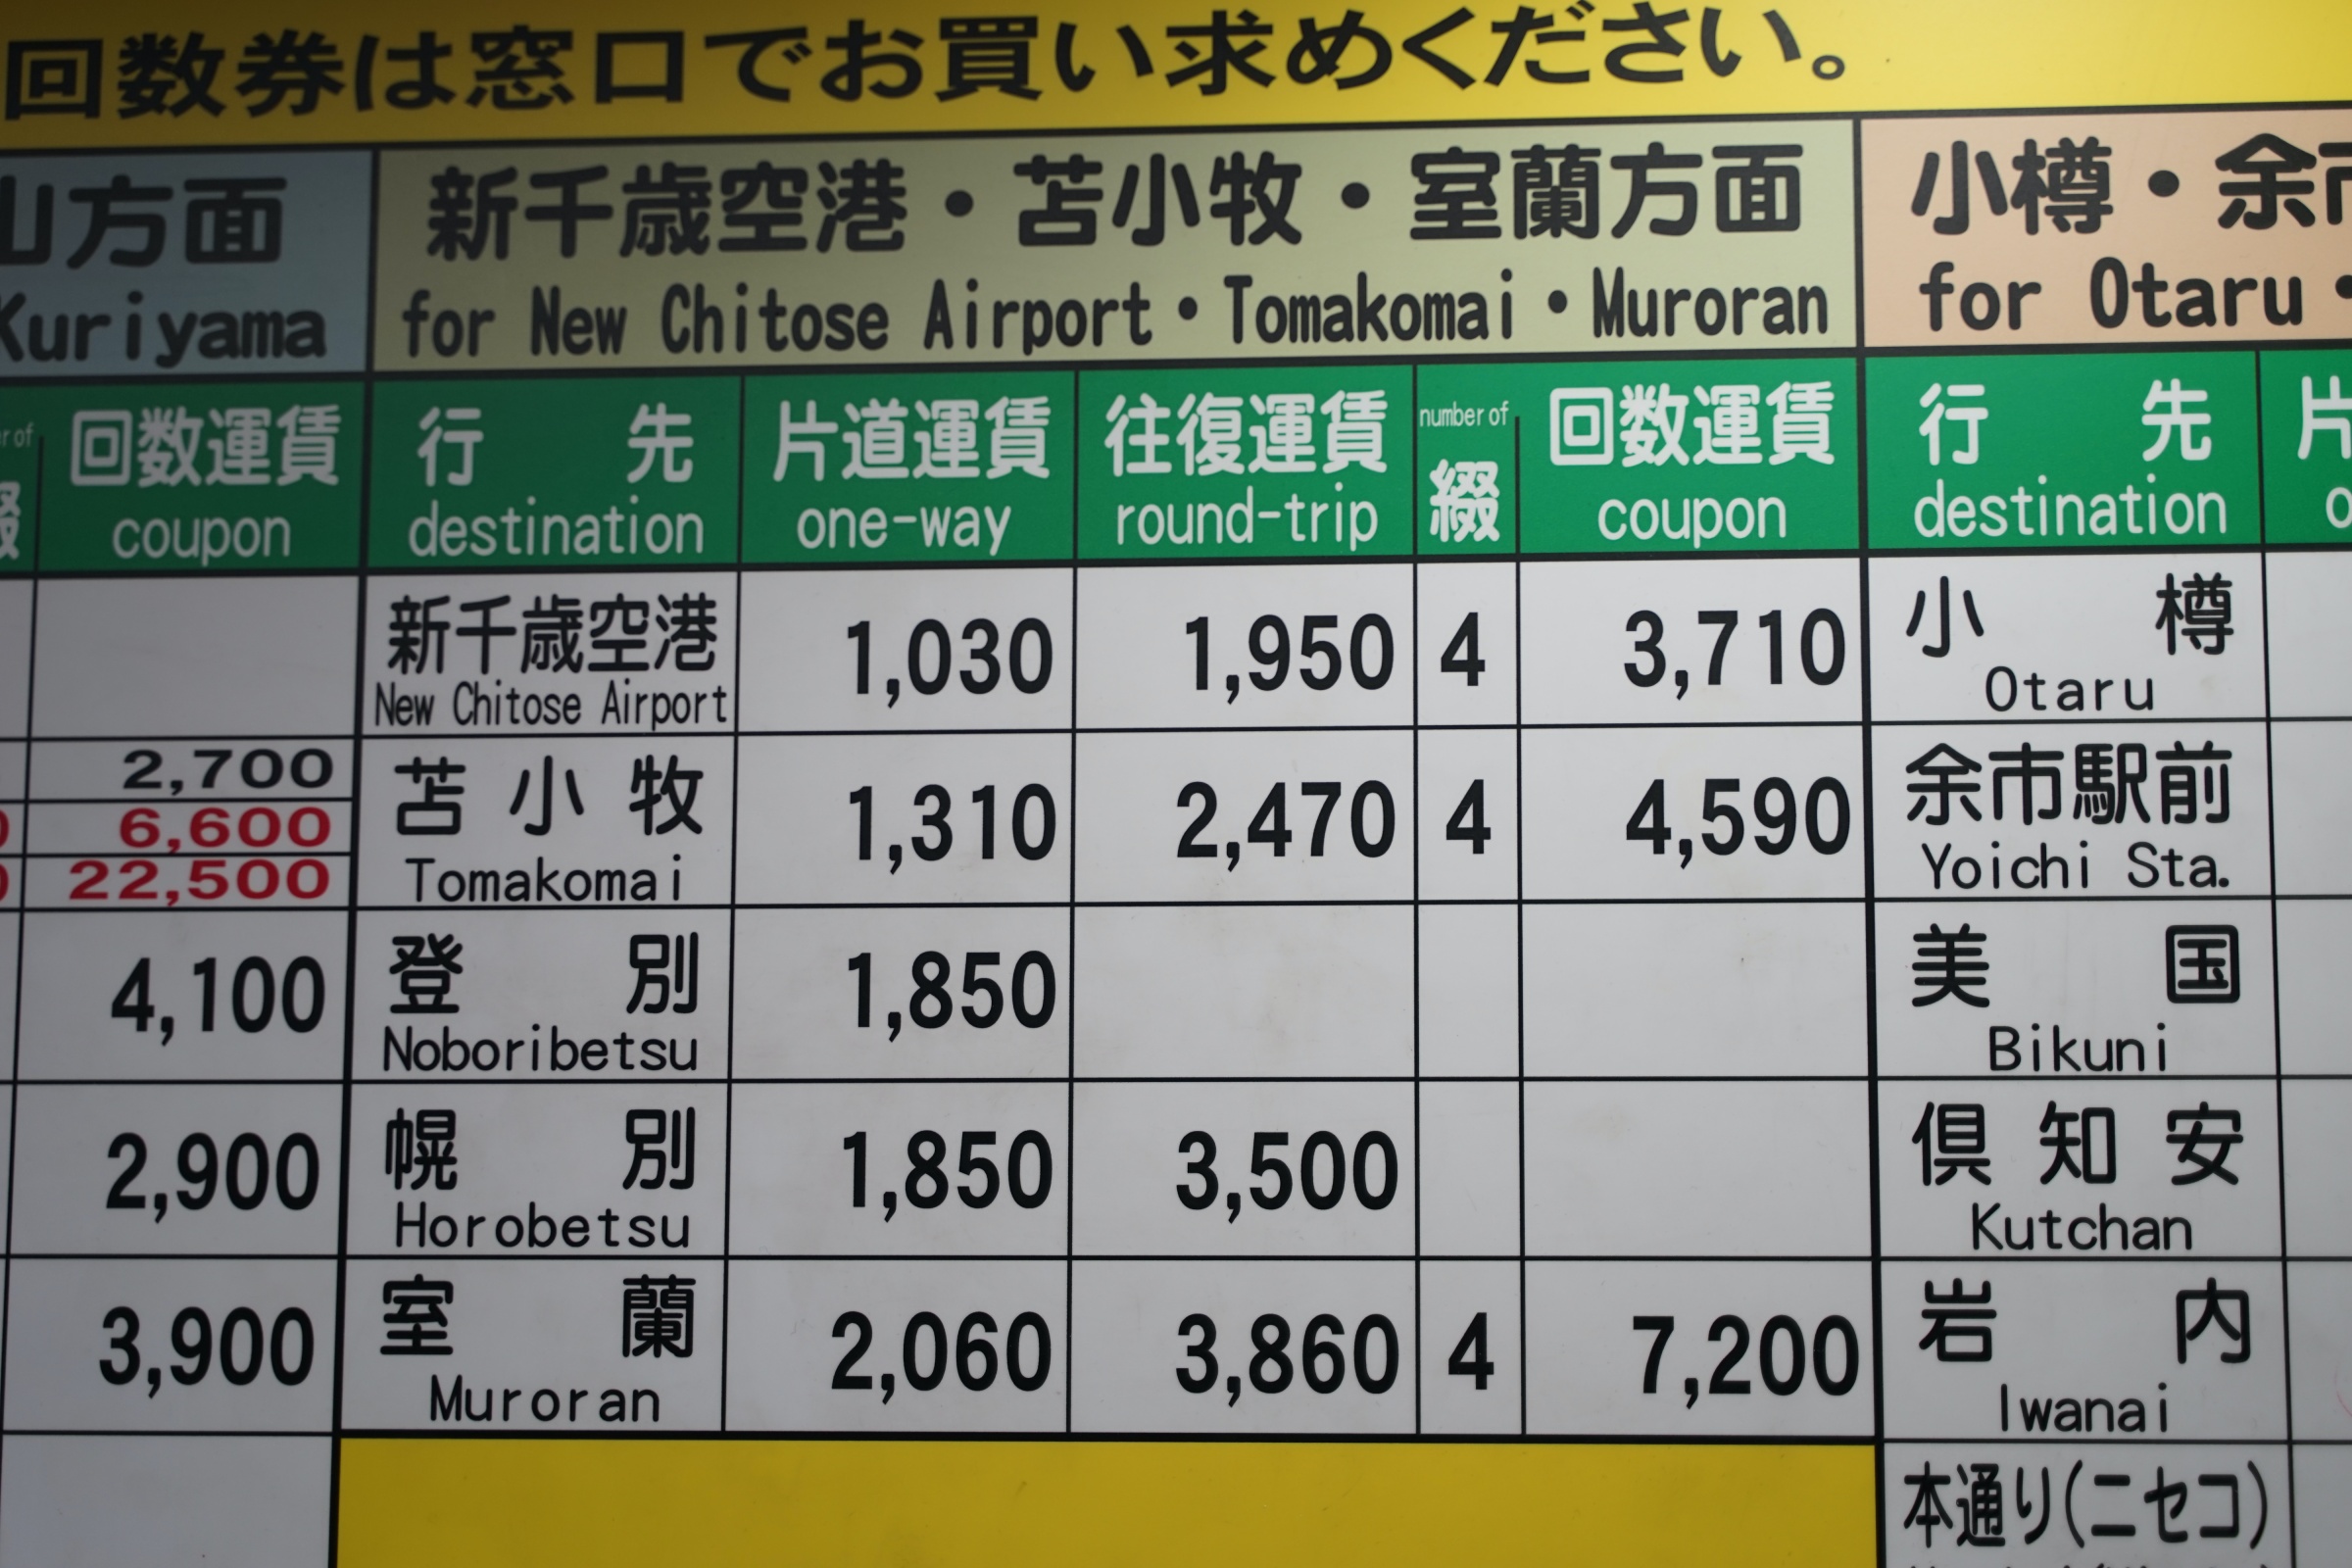 回数券は窓口でお買い求めください。
山方面
Kuriyama
新千歳空港・苫小牧・室蘭方面
for New Chitose Airport・Tomakomai・Muroran
小樽・余市
for Otaru・
number of
綴
回数運賃
coupon
行先
destination
片道運賃
one-way
往復運賃
round-trip
number of
綴
回数運賃
coupon
行先
destination
片
新千歳空港
New Chitose Airport
1,030 1,950 4 3,710
小樽
Otaru
2,700
6,600
22,500
苫小牧
Tomakomai
1,310 2,470 4 4,590
余市駅前
Yoichi Sta.
4,100
登別
Noboribetsu
1,850
美国
Bikuni
2,900
幌別
Horobetsu
1,850 3,500
倶知安
Kutchan
3,900
室蘭
Muroran
2,060 3,860 4 7,200
岩内
Iwanai
本通り(ニセコ)